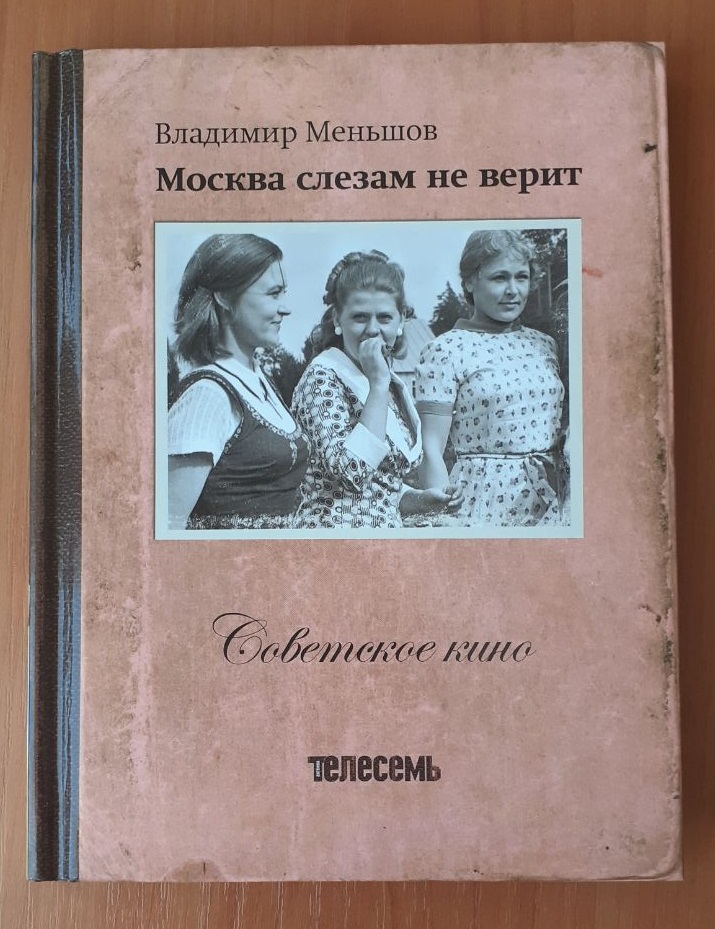 Владимир Меньшов
Москва слезам не верит
Советское кино
телесемь